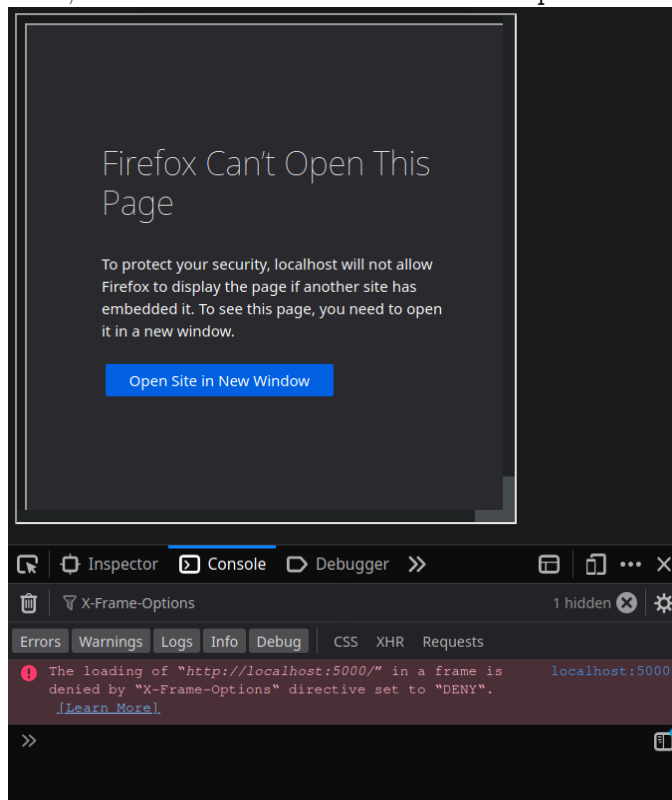 Firefox Can't Open This
Page
To protect your security, localhost will not allow
Firefox to display the page if another site has
embedded it. To see this page, you need to open
it in a new window.
Open Site in New Window
Inspector Console Debugger
X-Frame-Options 1 hidden
Errors Warnings Logs Info Debug CSS XHR Requests
The loading of “http://localhost:5000/” in a frame is localhost:5000
denied by “X-Frame-Options“ directive set to “DENY“.
[Learn More]